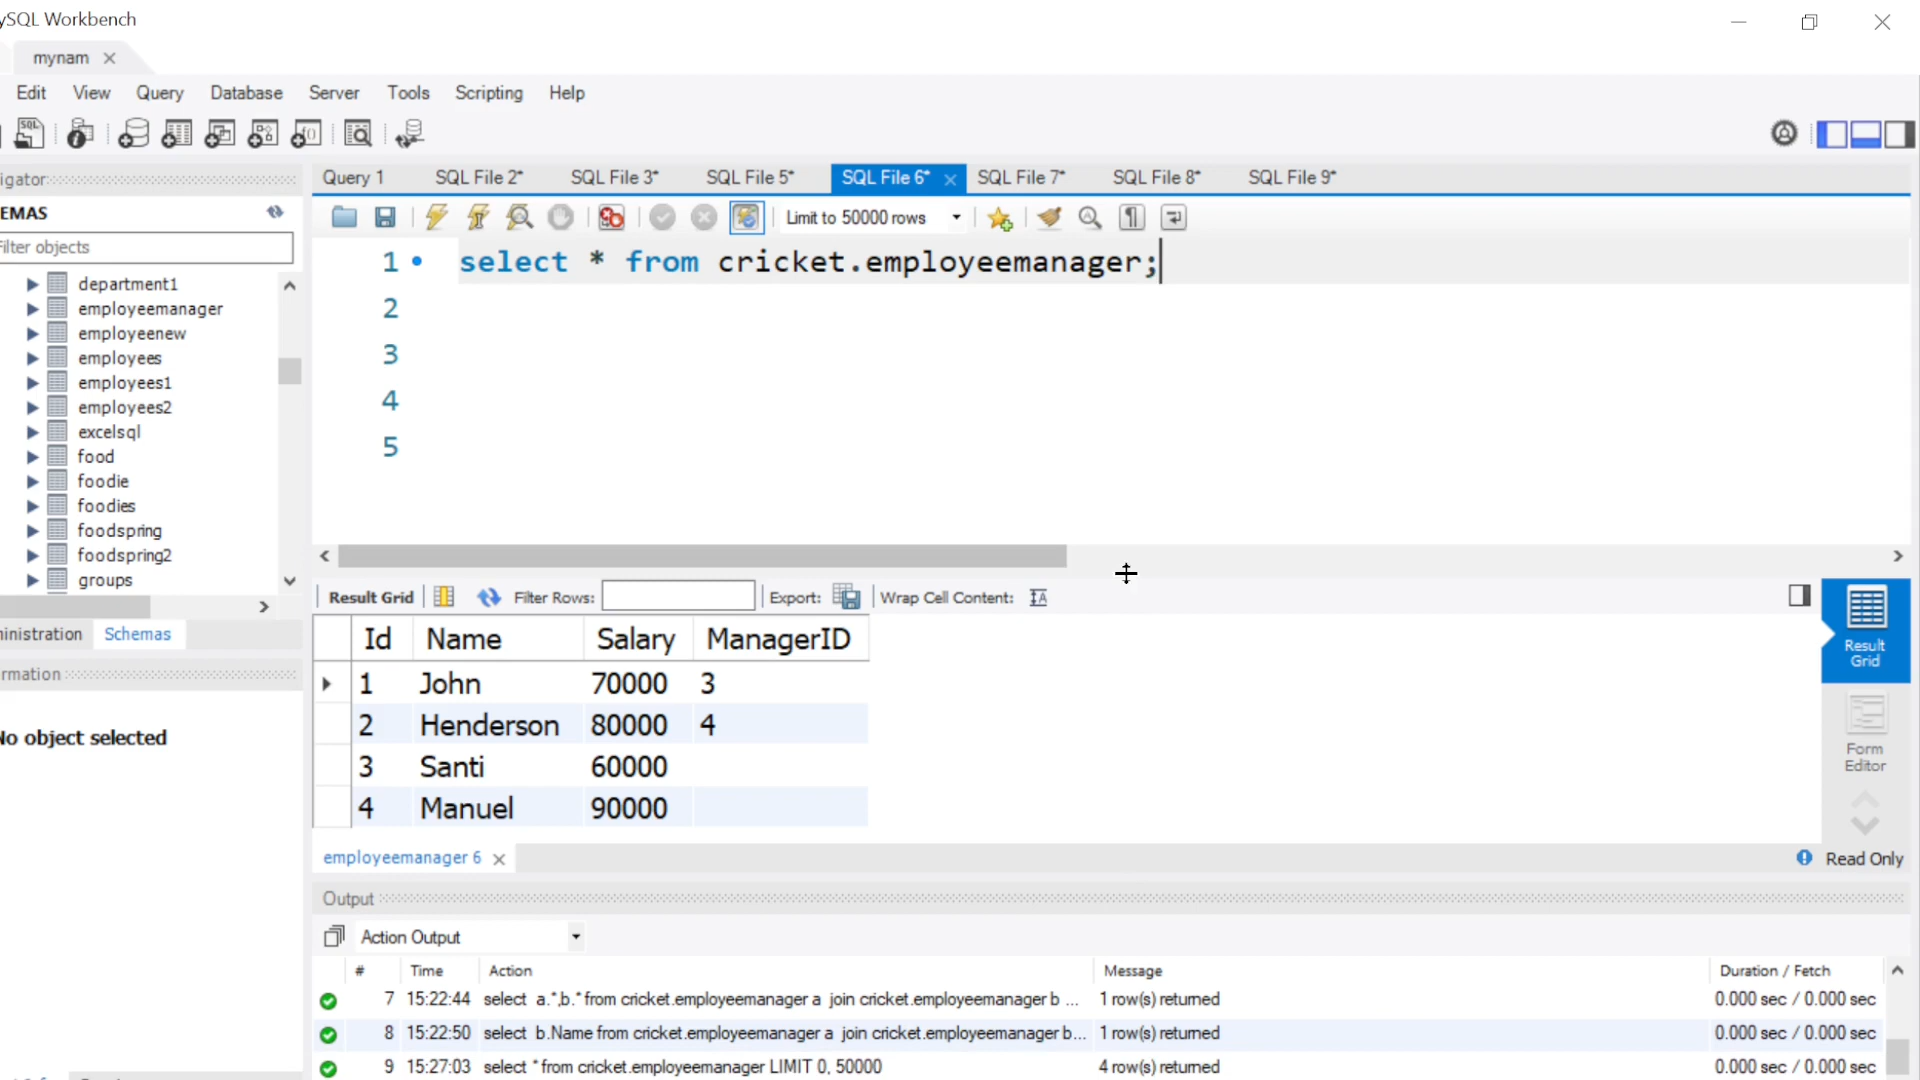 ySQL Workbench
mynam
Edit View Query Database Server Tools Scripting Help
igator
Query 1 SQL File 2* SQL File 3* SQL File 5* SQL File 6* SQL File 7* SQL File 8* SQL File 9*
EMAS
ilter objects
Limit to 50000 rows
department1
employeemanager
employeenew
employees
employees1
employees2
excelsql
food
foodie
foodies
foodspring
foodspring2
groups
1 select * from cricket.employeemanager;
2
3
4
5
inistration Schemas
rmation
No object selected
Result Grid Filter Rows: Export: Wrap Cell Content:
Id Name Salary ManagerID
1 John 70000 3
2 Henderson 80000 4
3 Santi 60000
4 Manuel 90000
Result
Grid
Form
Editor
employeemanager 6
Read Only
Output
Action Output
# Time Action Message Duration / Fetch
7 15:22:44 select a.*,b.* from cricket.employeemanager a join cricket.employeemanager b ... 1 row(s) returned 0.000 sec / 0.000 sec
8 15:22:50 select b.Name from cricket.employeemanager a join cricket.employeemanager b... 1 row(s) returned 0.000 sec / 0.000 sec
9 15:27:03 select * from cricket.employeemanager LIMIT 0, 50000 4 row(s) returned 0.000 sec / 0.000 sec